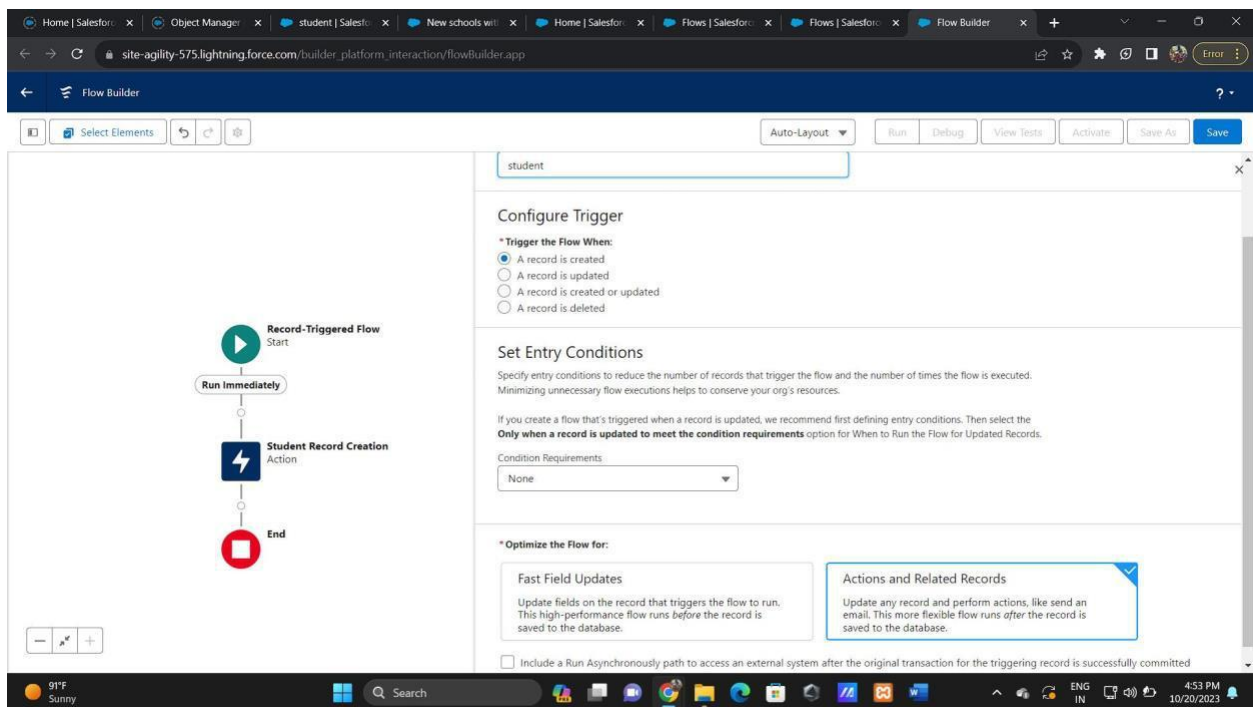 Home | Salesforc
Object Manager
student | Salesfo
New schools wit
Home | Salesforc
Flows | Salesforc
Flows | Salesforc
Flow Builder
site-agility-575.lightning.force.com/builder_platform_interaction/flowBuilder.app
Error
Flow Builder
?
Select Elements
Auto-Layout
Run
Debug
View Tests
Activate
Save As
Save
student
Configure Trigger
*Trigger the Flow When:
A record is created
A record is updated
A record is created or updated
A record is deleted
Record-Triggered Flow
Start
Run Immediately
Student Record Creation
Action
End
Set Entry Conditions
Specify entry conditions to reduce the number of records that trigger the flow and the number of times the flow is executed.
Minimizing unnecessary flow executions helps to conserve your org's resources.
If you create a flow that's triggered when a record is updated, we recommend first defining entry conditions. Then select the
Only when a record is updated to meet the condition requirements option for When to Run the Flow for Updated Records.
Condition Requirements
None
*Optimize the Flow for:
Fast Field Updates
Update fields on the record that triggers the flow to run.
This high-performance flow runs before the record is
saved to the database.
Actions and Related Records
Update any record and perform actions, like send an
email. This more flexible flow runs after the record is
saved to the database.
Include a Run Asynchronously path to access an external system after the original transaction for the triggering record is successfully committed
91°F
Sunny
Search
ENG
IN
4:53 PM
10/20/2023